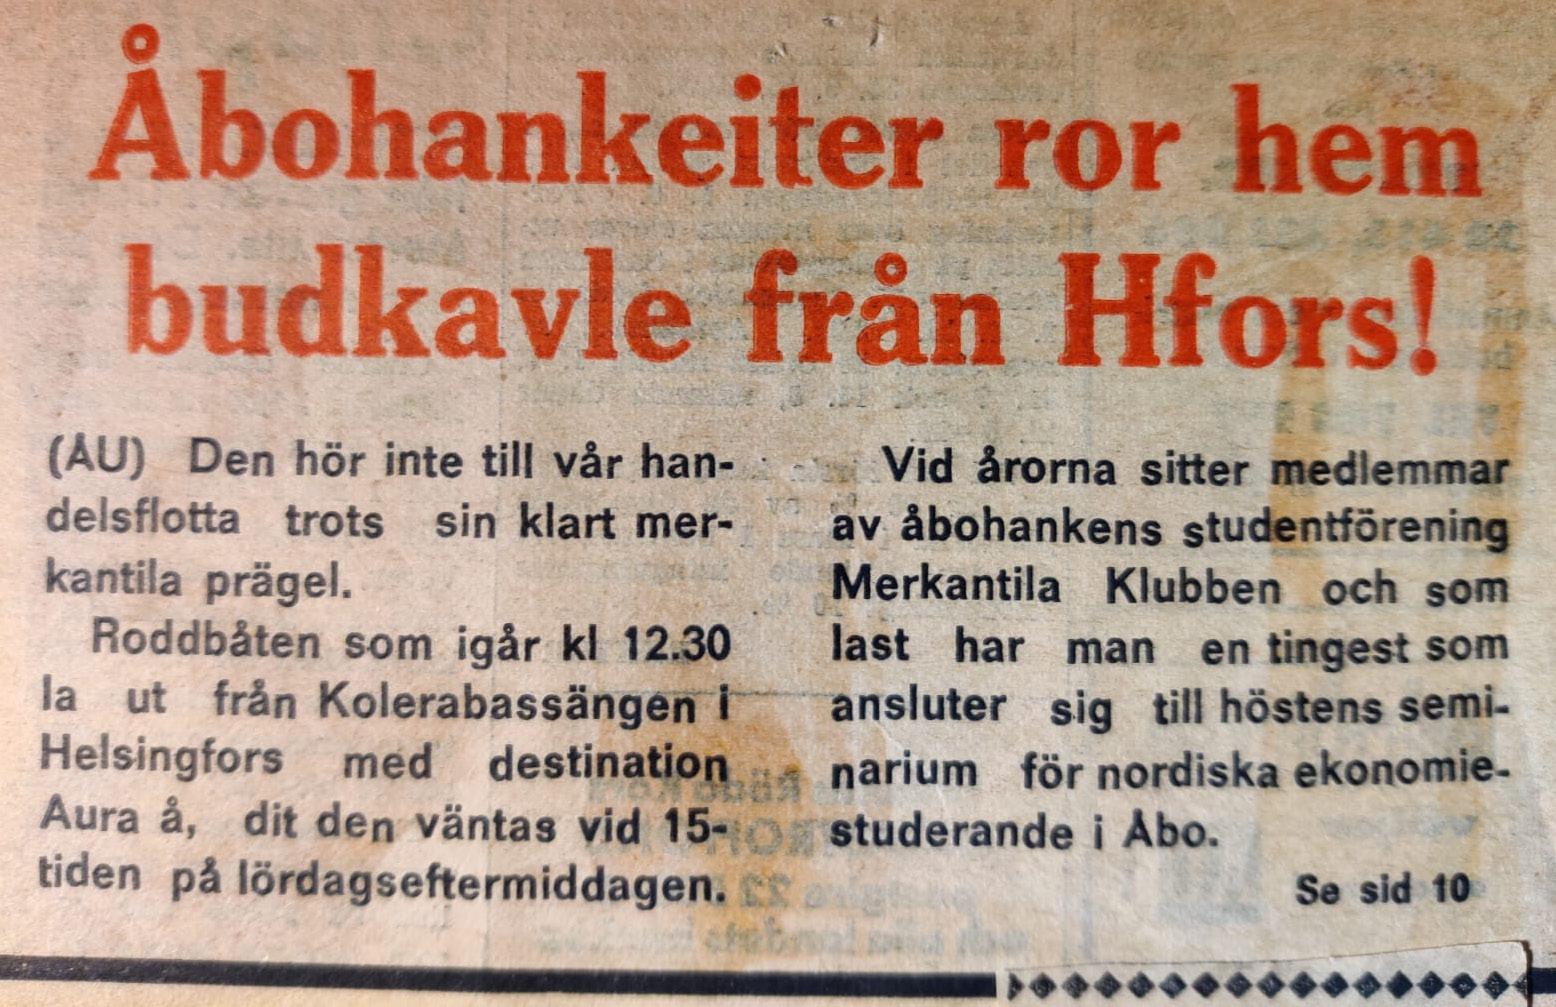 Åbohankeiter ror hem
budkavle från Hfors!
(ÅU) Den hör inte till vår han-
delsflotta trots sin klart mer-
kantila prägel.
Roddbåten som igår kl 12.30
la ut från Kolerabassängen i
Helsingfors med destination
Aura å, dit den väntas vid 15-
tiden på lördagseftermiddagen.
Vid årorna sitter medlemmar
av åbohankens studentförening
Merkantila Klubben och som
last har man en tingest som
ansluter sig till höstens semi-
narium för nordiska ekonomie-
studerande i Åbo.
Se sid 10